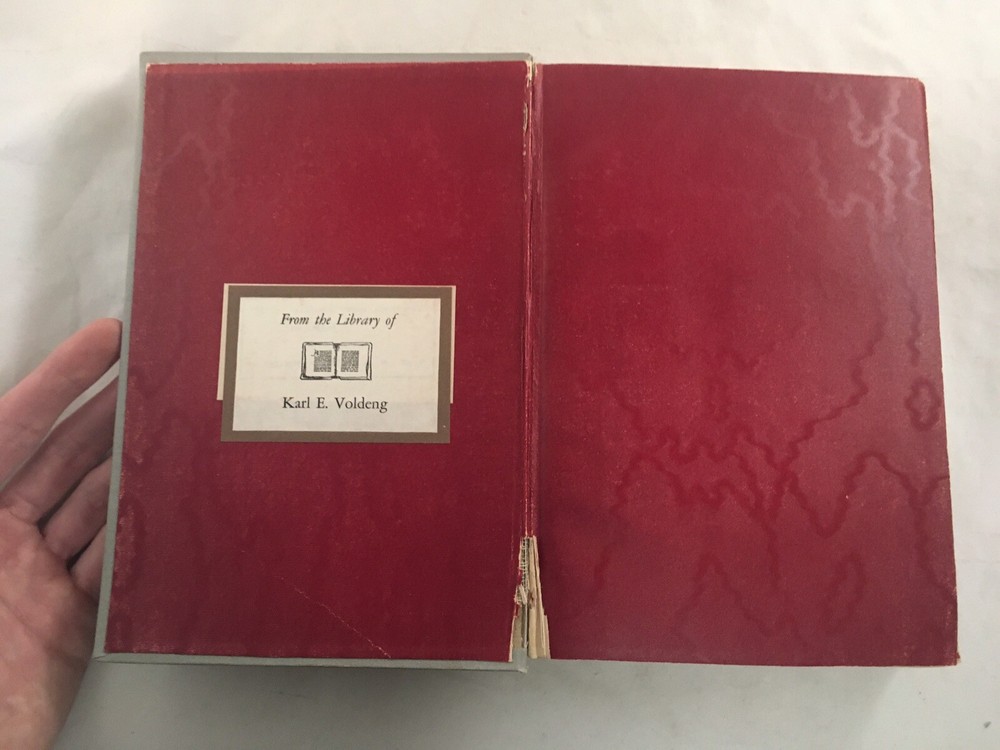 From the Library of
Karl E. Voldeng